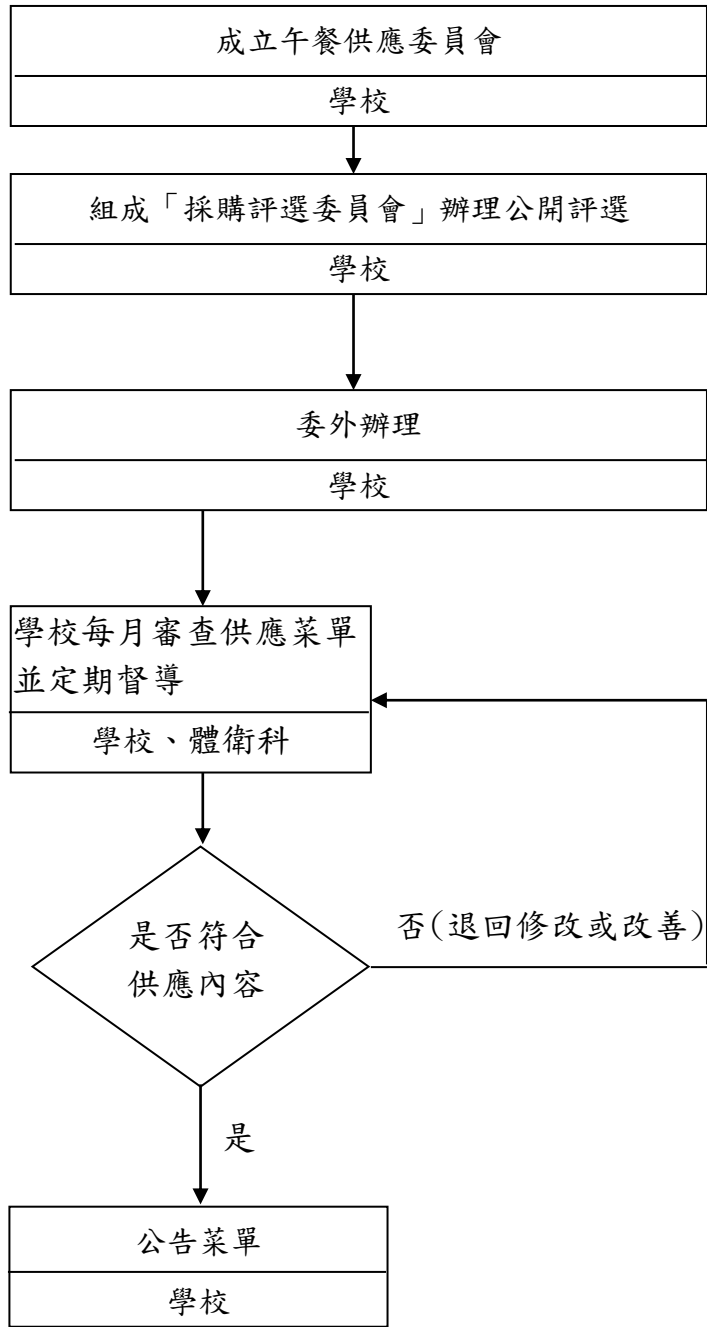 成立午餐供應委員會
學校
組成「採購評選委員會」辦理公開評選
學校
委外辦理
學校
學校每月審查供應菜單
並定期督導
學校、體衛科
是否符合
供應內容
否(退回修改或改善)
是
公告菜單
學校